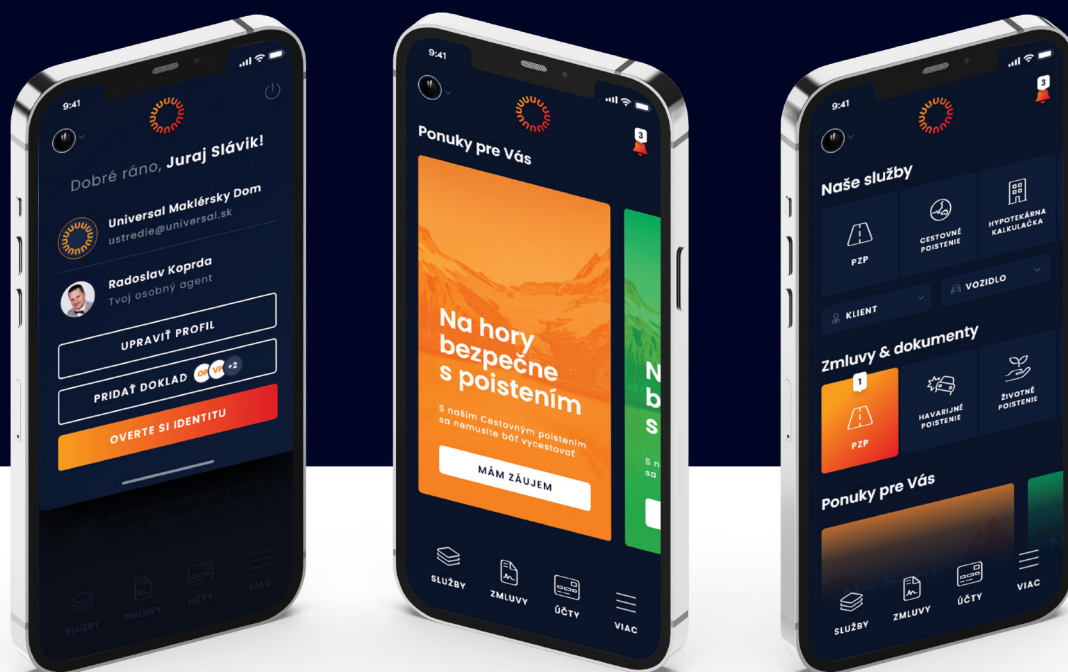 9:41
Dobré ráno, Juraj Slávik!
Universal Maklérsky Dom
ustredie@universal.sk
Radoslav Koprda
Tvoj osobný agent
UPRAVIŤ PROFIL
PRIDAŤ DOKLAD OP VP +2
OVERTE SI IDENTITU
SLUŽBY
ZMLUVY
ÚČTY
VIAC
9:41
3
Ponuky pre Vás
Na hory
bezpečne
s poistením
S naším Cestovným poistením
sa nemusíte báť vycestovať
MÁM ZÁUJEM
N
b
s
S n
sa
SLUŽBY
ZMLUVY
ÚČTY
VIAC
9:41
3
Naše služby
PZP
CESTOVNÉ
POISTENIE
HYPOTEKÁRNA
KALKULAČKA
KLIENT
VOZIDLO
Zmluvy & dokumenty
1
PZP
HAVARIJNÉ
POISTENIE
ŽIVOTNÉ
POISTENIE
Ponuky pre Vás
Na hory
SLUŽBY
ZMLUVY
ÚČTY
VIAC